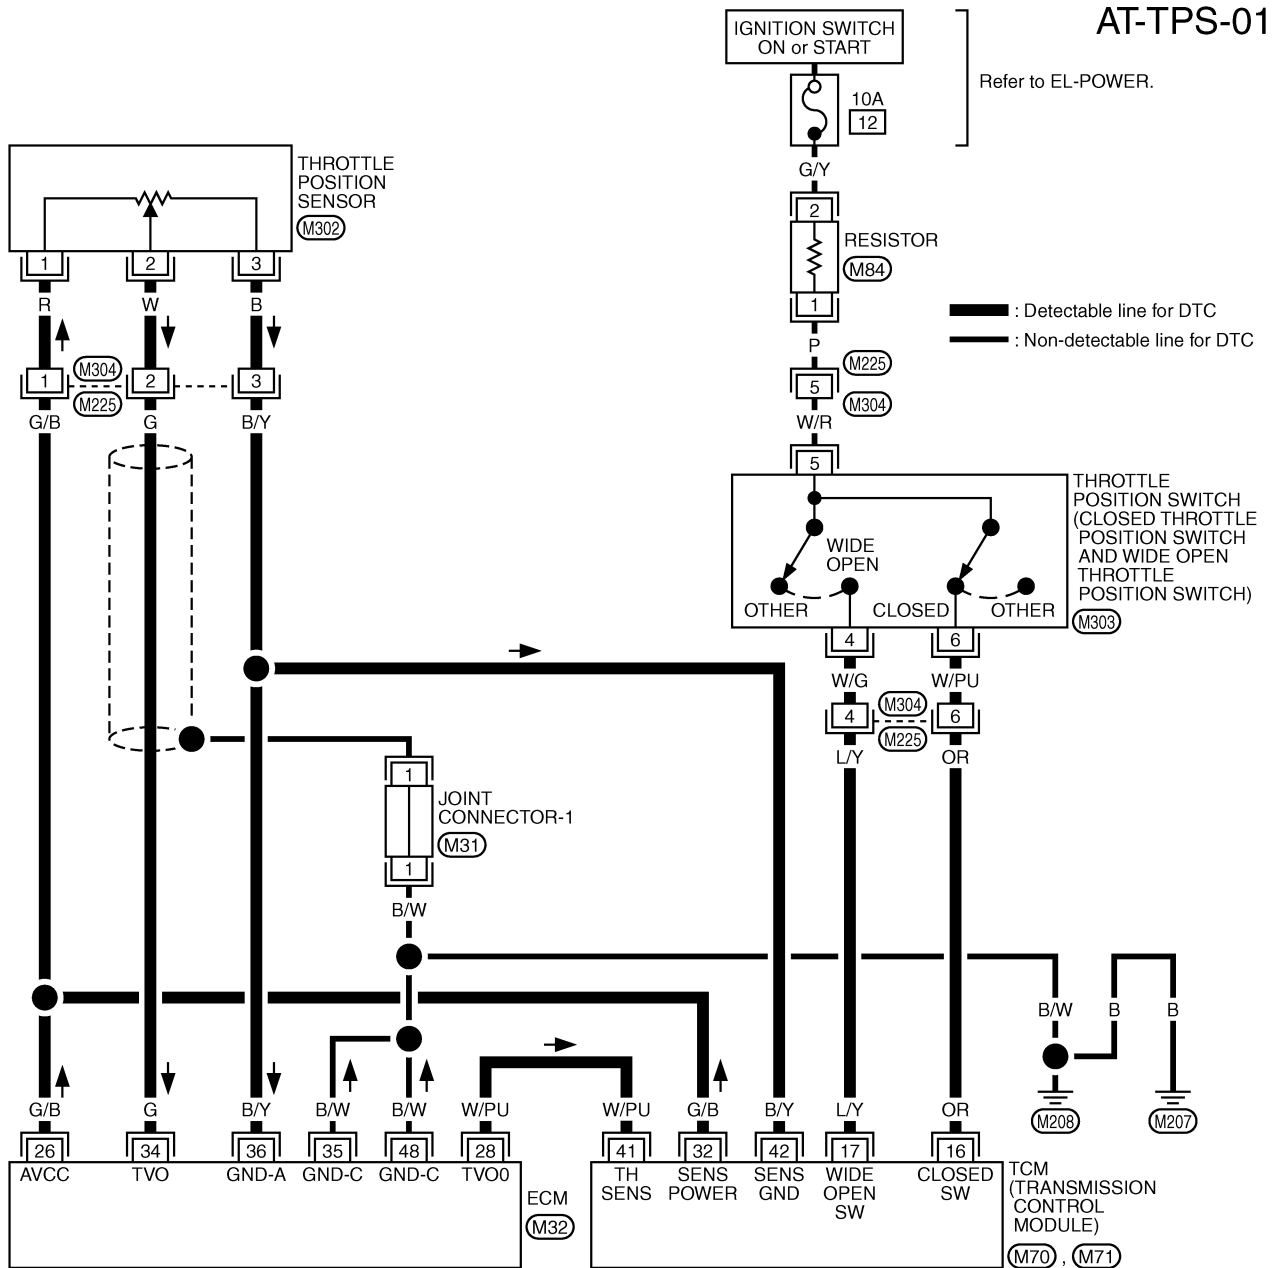 AT-TPS-01
IGNITION SWITCH
ON or START
Refer to EL-POWER.
10A
12
G/Y
2
RESISTOR
M84
1
P
M225
5
M304
W/R
5
THROTTLE
POSITION
SENSOR
M302
1 2 3
R W B
M304
1 2 3
M225
G/B G B/Y
: Detectable line for DTC
: Non-detectable line for DTC
THROTTLE
POSITION SWITCH
(CLOSED THROTTLE
POSITION SWITCH
AND WIDE OPEN
THROTTLE
POSITION SWITCH)
M303
WIDE
OPEN
OTHER CLOSED OTHER
4 6
W/G W/PU
M304
4 6
M225
L/Y OR
1
JOINT
CONNECTOR-1
M31
1
B/W
B/W B B
M208 M207
G/B G B/Y B/W B/W W/PU W/PU G/B B/Y L/Y OR
26 34 36 35 48 28 41 32 42 17 16
AVCC TVO GND-A GND-C GND-C TVO0
ECM
M32
TH
SENS
SENS
POWER
SENS
GND
WIDE
OPEN
SW
CLOSED
SW
TCM
(TRANSMISSION
CONTROL
MODULE)
M70 , M71